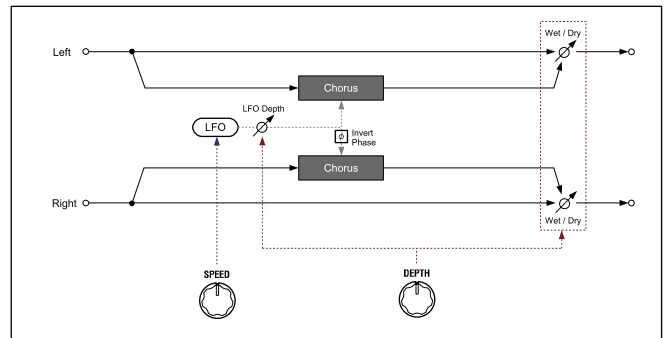 Wet / Dry
Left
Chorus
LFO Depth
LFO
ϕ Invert
Phase
Chorus
Right
Wet / Dry
SPEED
DEPTH